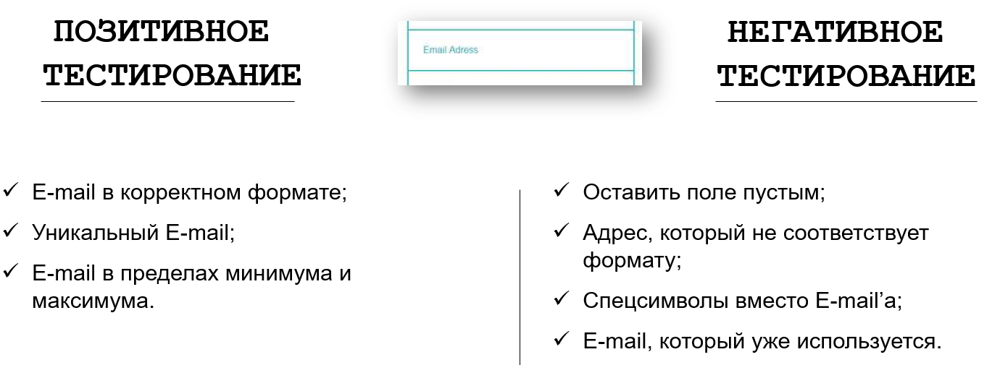 ПОЗИТИВНОЕ
ТЕСТИРОВАНИЕ
Email Adress
НЕГАТИВНОЕ
ТЕСТИРОВАНИЕ
E-mail в корректном формате;
Уникальный E-mail;
E-mail в пределах минимума и
максимума.
Оставить поле пустым;
Адрес, который не соответствует
формату;
Спецсимволы вместо E-mail’а;
E-mail, который уже используется.